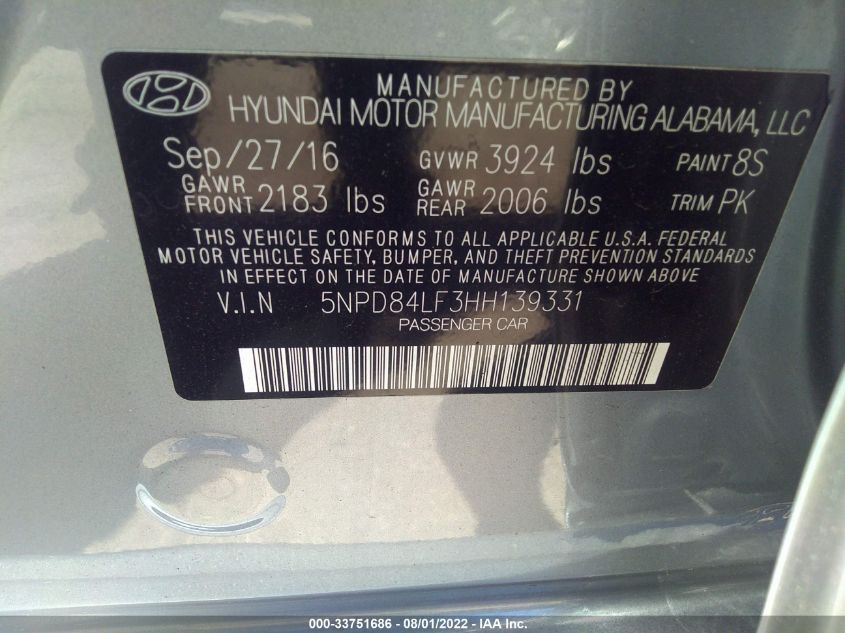 MANUFACTURED BY
HYUNDAI MOTOR MANUFACTURING ALABAMA, LLC
Sep/27/16 GVWR 3924 lbs PAINT 8S
GAWR FRONT 2183 lbs GAWR REAR 2006 lbs TRIM PK
THIS VEHICLE CONFORMS TO ALL APPLICABLE U.S.A. FEDERAL
MOTOR VEHICLE SAFETY, BUMPER, AND THEFT PREVENTION STANDARDS
IN EFFECT ON THE DATE OF MANUFACTURE SHOWN ABOVE
V.I.N 5NPD84LF3HH139331
PASSENGER CAR
000-33751686 - 08/01/2022 - IAA Inc.